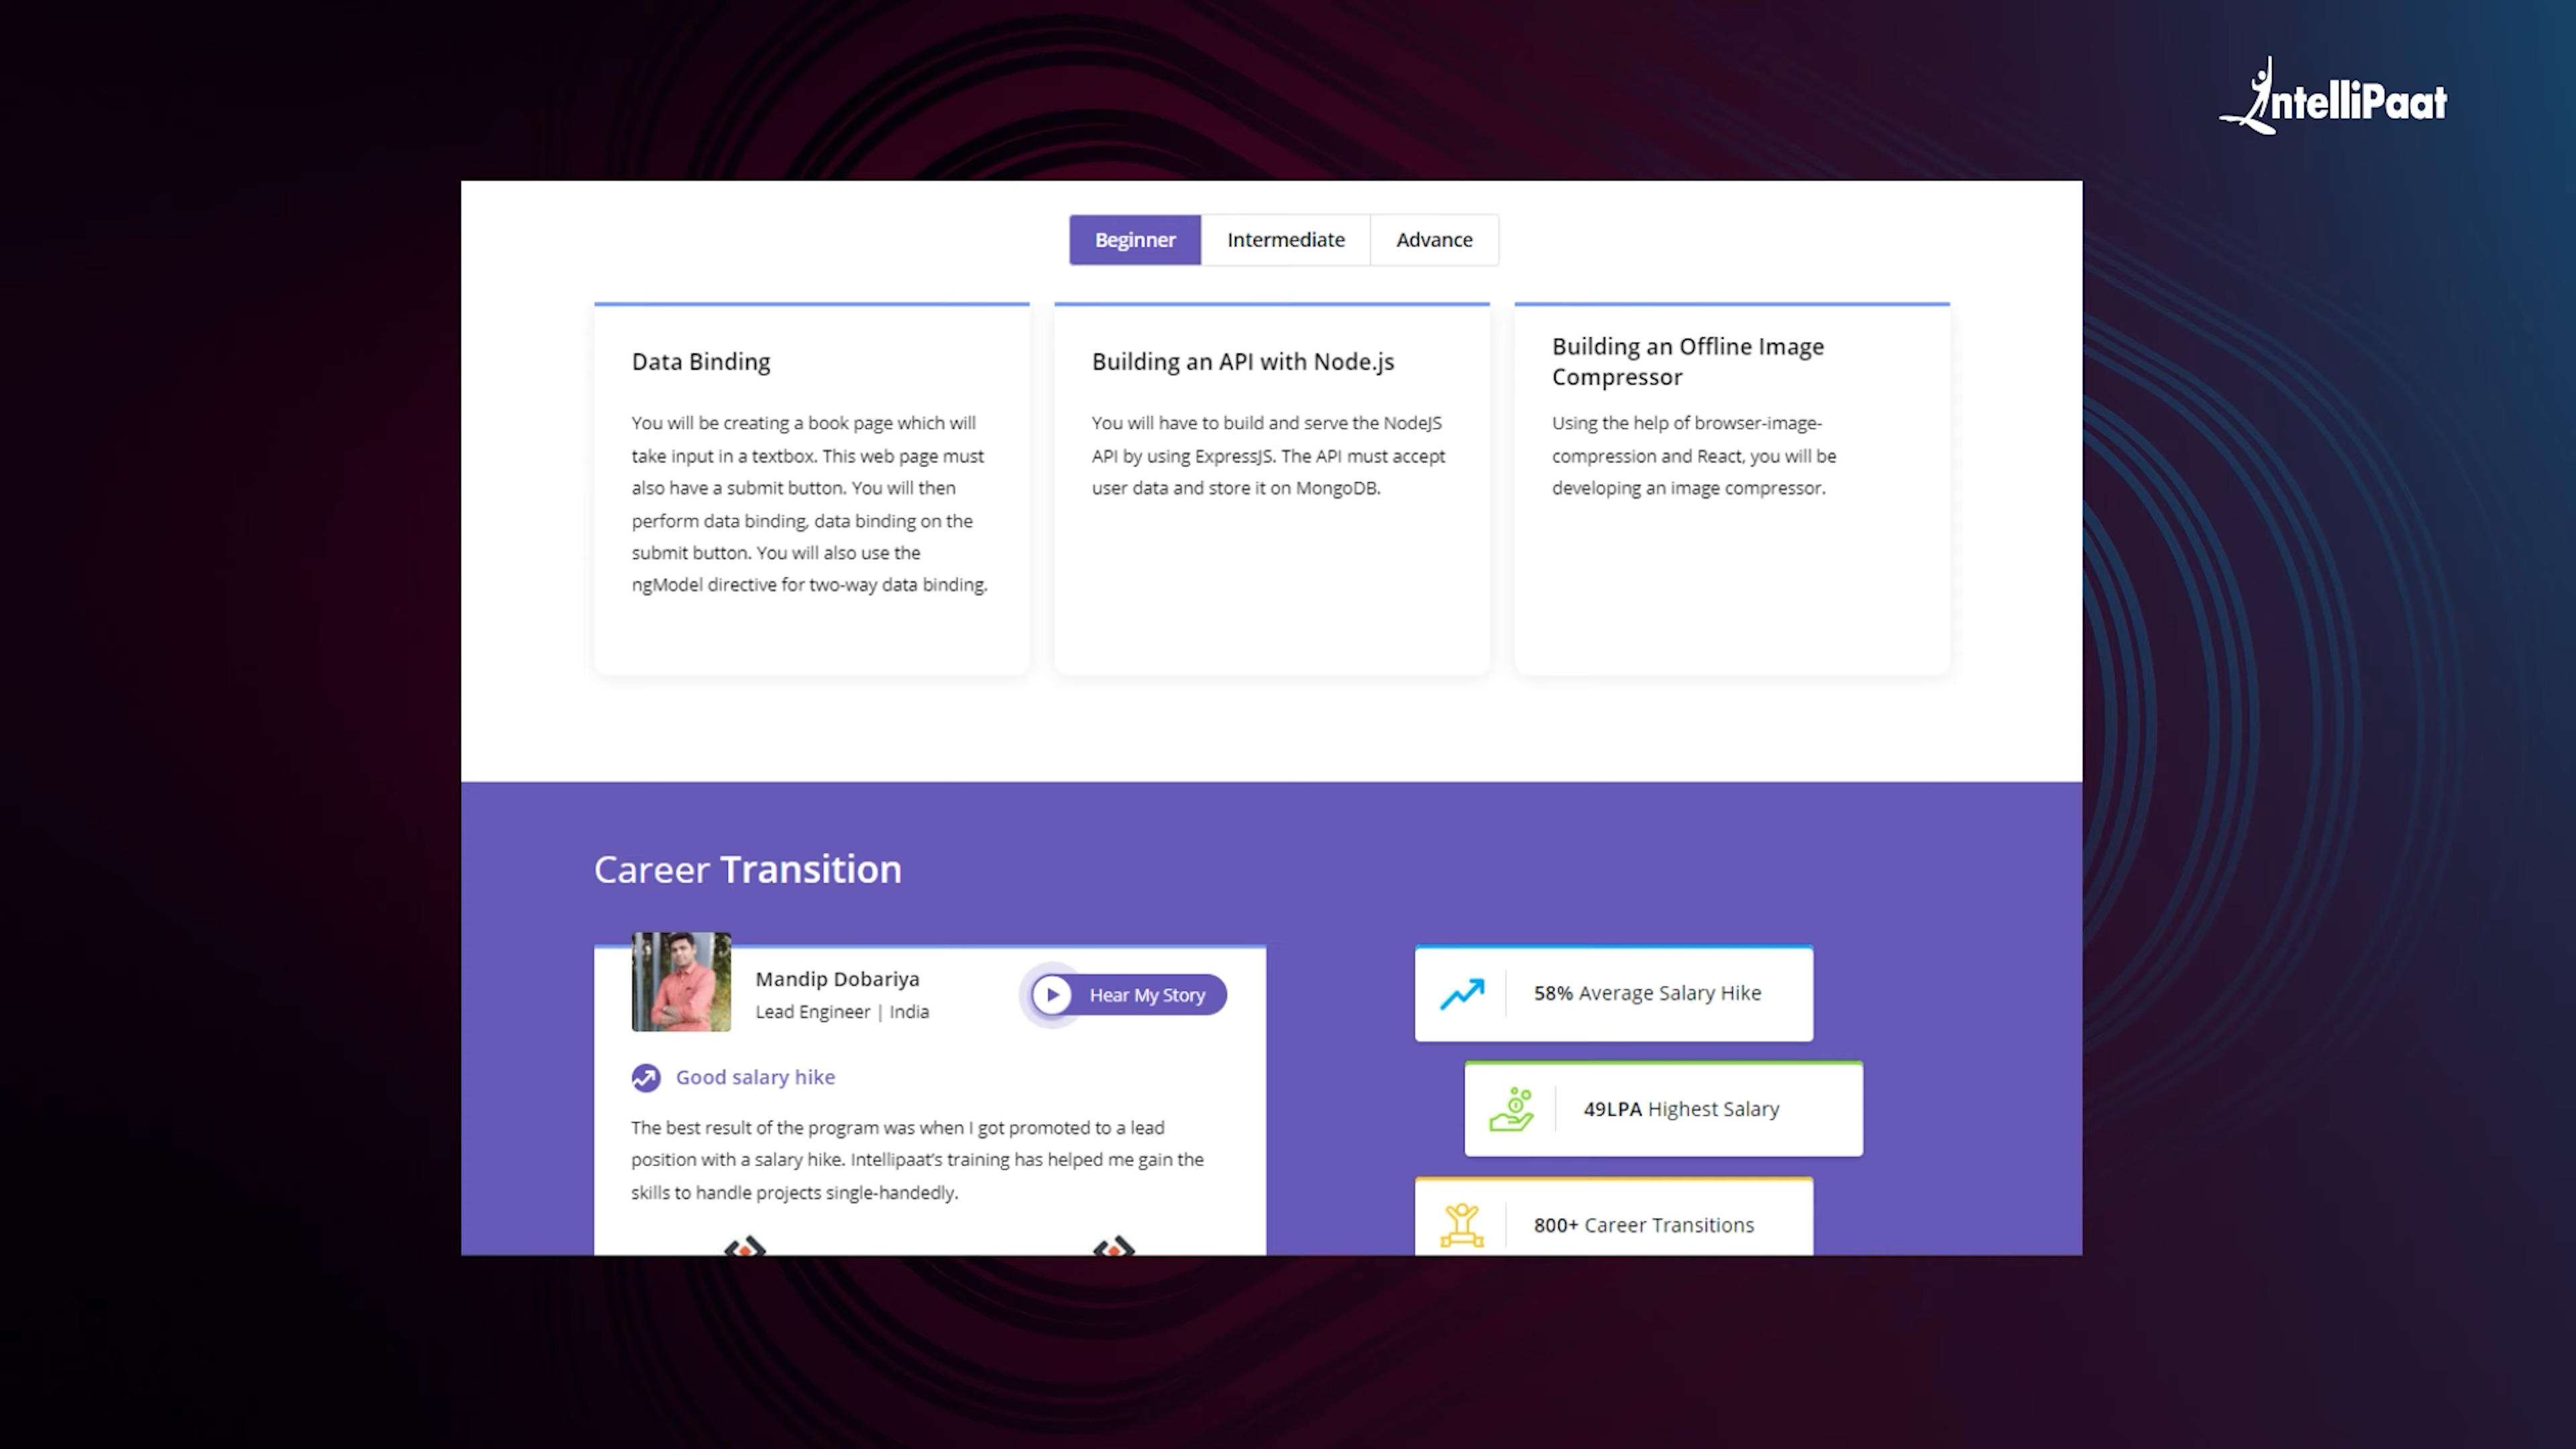 IntelliPaat
Beginner
Intermediate
Advance
Data Binding
You will be creating a book page which will
take input in a textbox. This web page must
also have a submit button. You will then
perform data binding, data binding on the
submit button. You will also use the
ngModel directive for two-way data binding.
Building an API with Node.js
You will have to build and serve the NodeJS
API by using ExpressJS. The API must accept
user data and store it on MongoDB.
Building an Offline Image
Compressor
Using the help of browser-image-
compression and React, you will be
developing an image compressor.
Career Transition
Mandip Dobariya
Lead Engineer | India
Hear My Story
Good salary hike
The best result of the program was when I got promoted to a lead
position with a salary hike. Intellipaat's training has helped me gain the
skills to handle projects single-handedly.
58% Average Salary Hike
49LPA Highest Salary
800+ Career Transitions